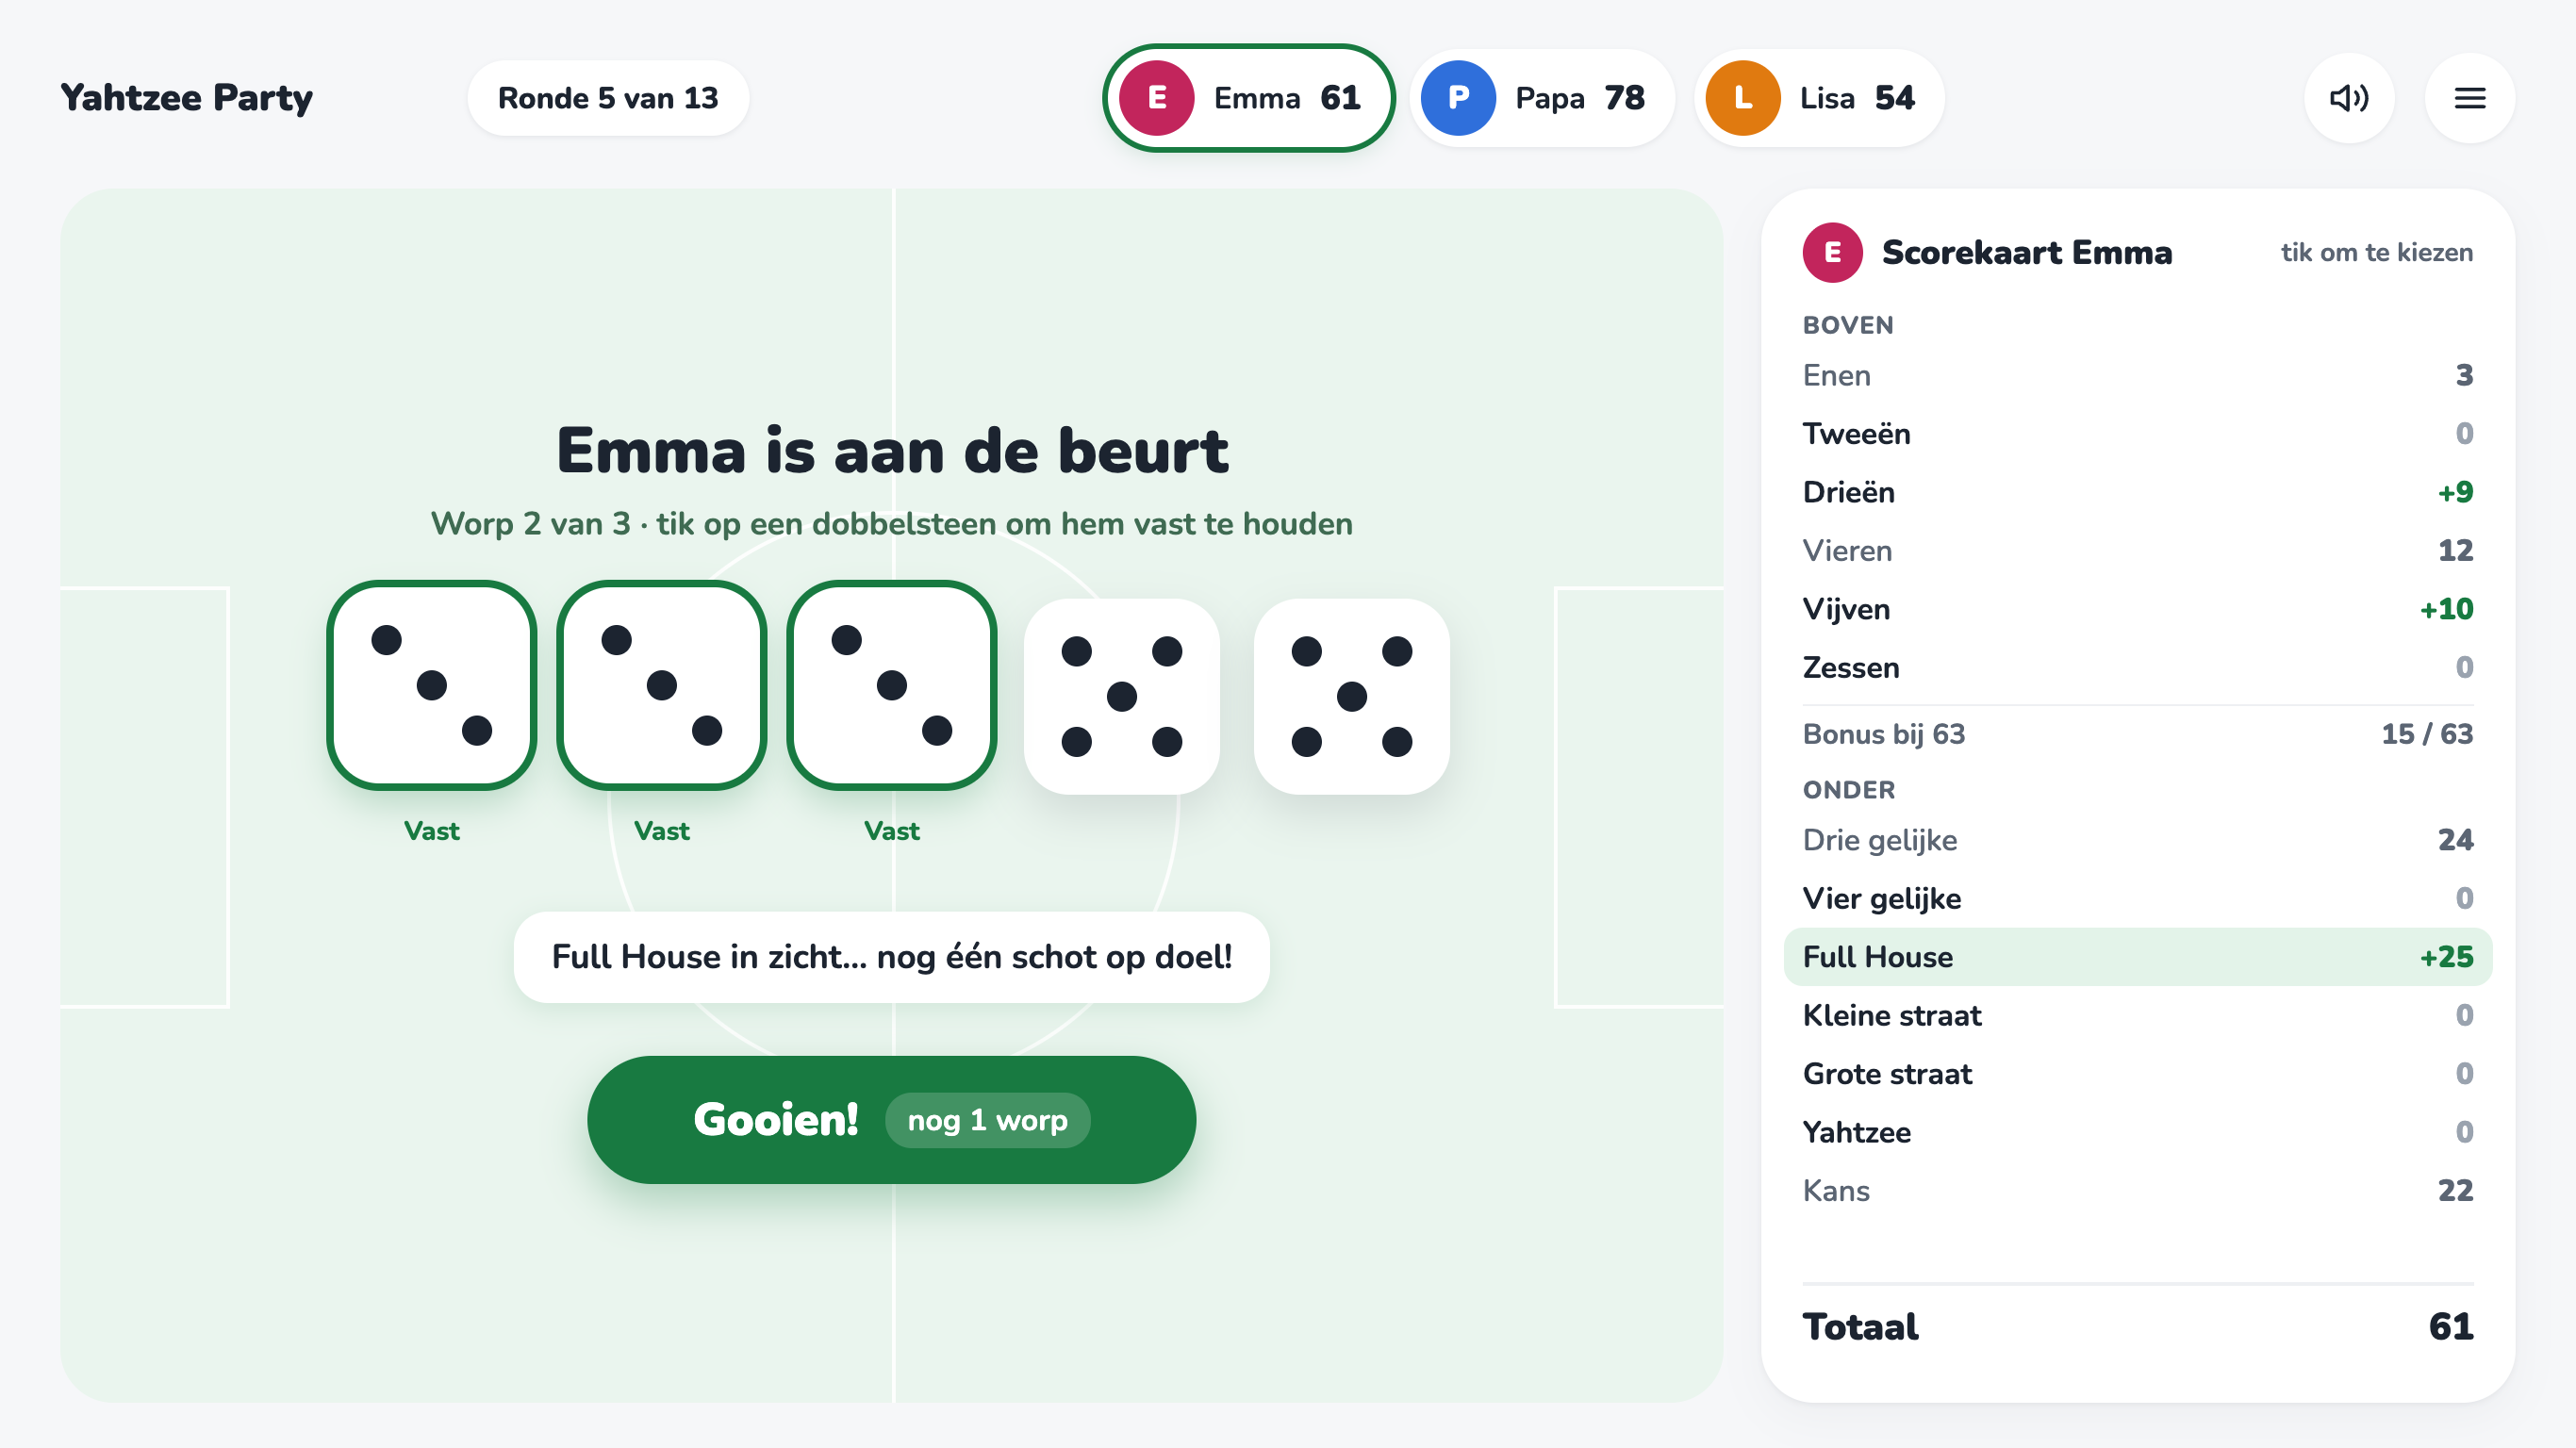 Yahtzee Party
Ronde 5 van 13
E Emma 61
P Papa 78
L Lisa 54
Emma is aan de beurt
Worp 2 van 3 · tik op een dobbelsteen om hem vast te houden
Vast Vast Vast
Full House in zicht... nog één schot op doel!
Gooien! nog 1 worp
E Scorekaart Emma tik om te kiezen
BOVEN
Enen 3
Tweeën 0
Drieën +9
Vieren 12
Vijven +10
Zessen 0
Bonus bij 63 15 / 63
ONDER
Drie gelijke 24
Vier gelijke 0
Full House +25
Kleine straat 0
Grote straat 0
Yahtzee 0
Kans 22
Totaal 61